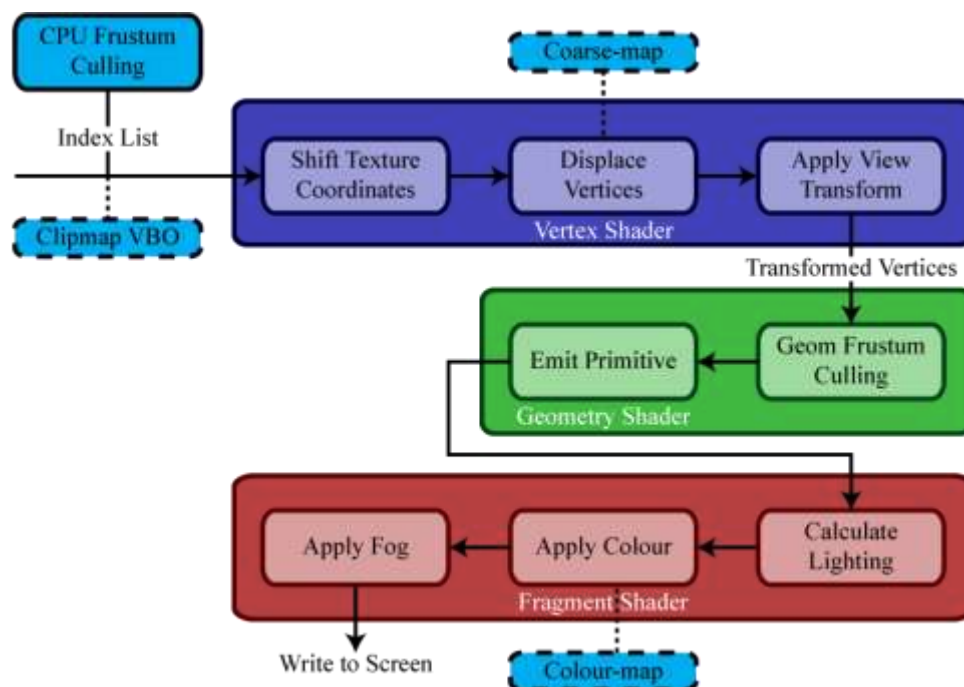 CPU Frustum
Culling
Coarse-map
Index List
Shift Texture
Coordinates
Displace
Vertices
Apply View
Transform
Clipmap VBO
Vertex Shader
Transformed Vertices
Emit Primitive
Geom Frustum
Culling
Geometry Shader
Apply Fog
Apply Colour
Calculate
Lighting
Fragment Shader
Write to Screen
Colour-map